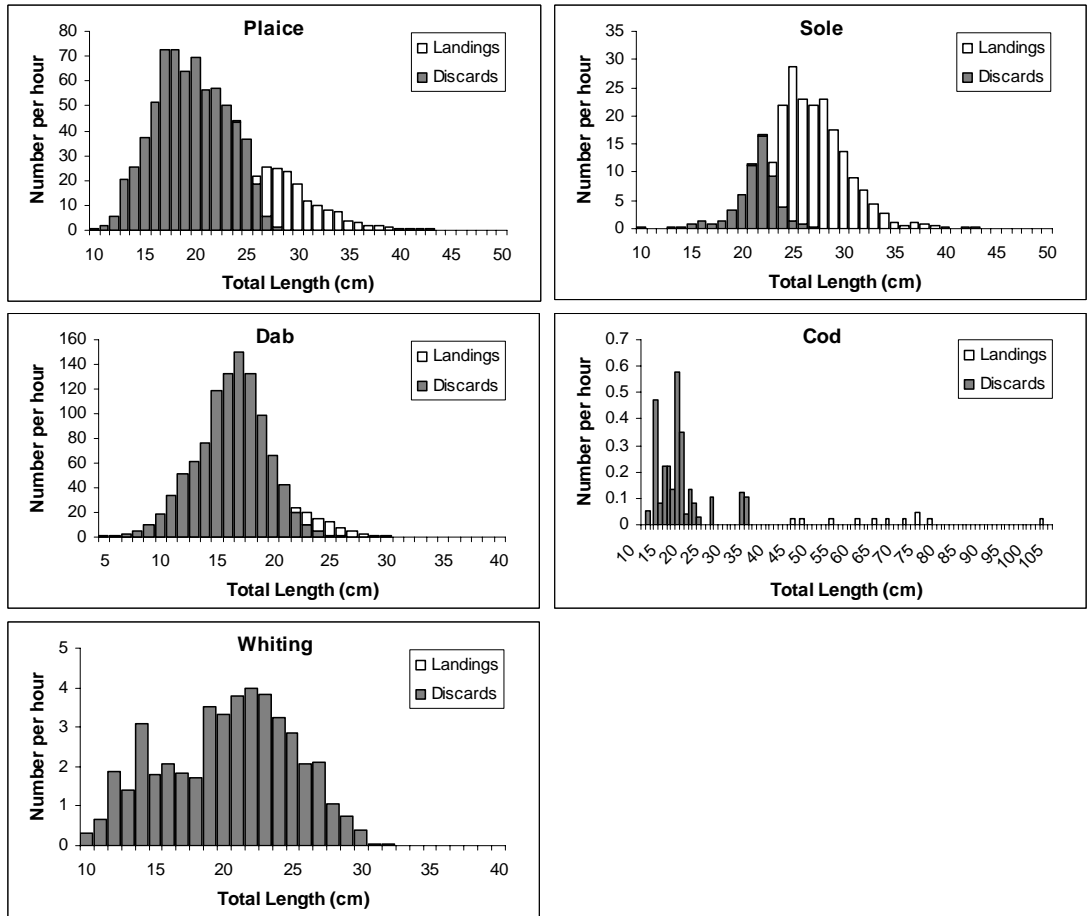 Plaice
Number per hour
80
70
60
50
40
30
20
10
0
Landings
Discards
10 15 20 25 30 35 40 45 50
Total Length (cm)
Sole
Number per hour
35
30
25
20
15
10
5
0
Landings
Discards
10 15 20 25 30 35 40 45 50
Total Length (cm)
Dab
Number per hour
160
140
120
100
80
60
40
20
0
Landings
Discards
5 10 15 20 25 30 35 40
Total Length (cm)
Cod
Number per hour
0.7
0.6
0.5
0.4
0.3
0.2
0.1
0
Landings
Discards
10 15 20 25 30 35 40 45 50 55 60 65 70 75 80 85 90 95 100 105
Total Length (cm)
Whiting
Number per hour
5
4
3
2
1
0
Landings
Discards
10 15 20 25 30 35 40
Total Length (cm)